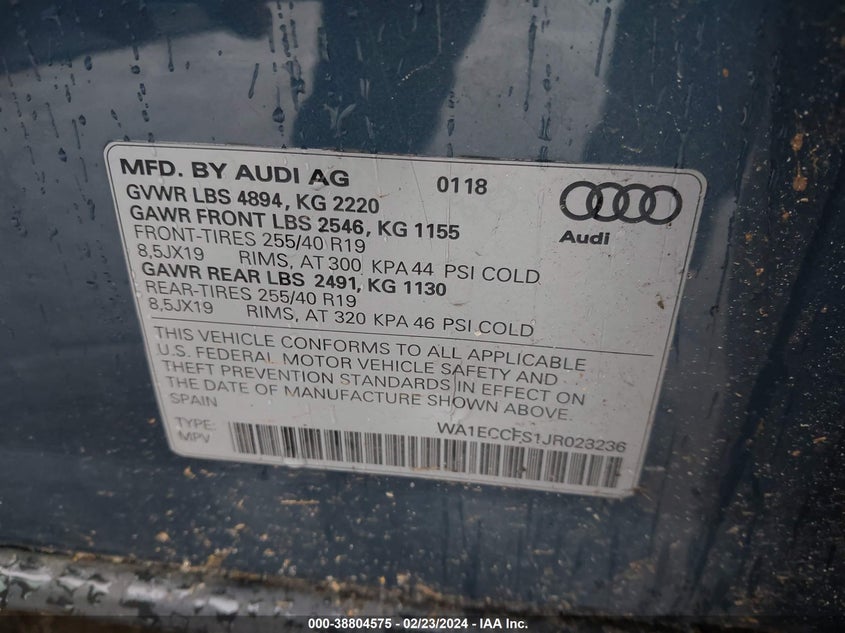 MFD. BY AUDI AG 0118
GVWR LBS 4894, KG 2220
GAWR FRONT LBS 2546, KG 1155
FRONT-TIRES 255/40 R19
8,5JX19 RIMS, AT 300 KPA 44 PSI COLD
GAWR REAR LBS 2491, KG 1130
REAR-TIRES 255/40 R19
8,5JX19 RIMS, AT 320 KPA 46 PSI COLD
Audi
THIS VEHICLE CONFORMS TO ALL APPLICABLE
U.S. FEDERAL MOTOR VEHICLE SAFETY AND
THEFT PREVENTION STANDARDS IN EFFECT ON
THE DATE OF MANUFACTURE SHOWN ABOVE.
SPAIN
WA1ECCFS1JR023236
TYPE:
MPV
000-38804575 - 02/23/2024 - IAA Inc.